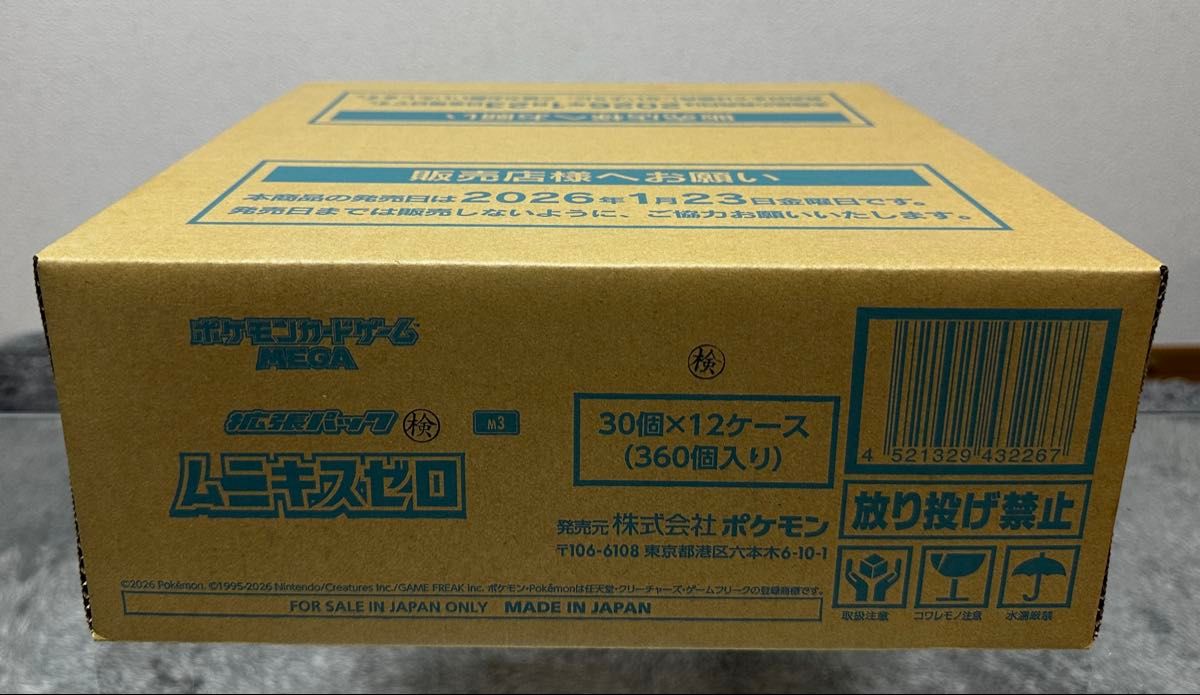 販売店様へお願い
販売店様へお願い
本商品の発売日は2026年1月23日金曜日です。
発売日までは販売しないように、ご協力お願いいたします。
ポケモンカードゲーム
MEGA
検
拡張パック 検 M3
ムニキスゼロ
30個×12ケース
(360個入り)
4 521329 432267
発売元 株式会社 ポケモン
〒106-6108 東京都港区六本木6-10-1
放り投げ禁止
取扱注意 コワレモノ注意 水濡厳禁
©2026 Pokémon. ©1995-2026 Nintendo/Creatures Inc./GAME FREAK Inc. ポケモン・Pokémonは任天堂・クリーチャーズ・ゲームフリークの登録商標です。
FOR SALE IN JAPAN ONLY MADE IN JAPAN